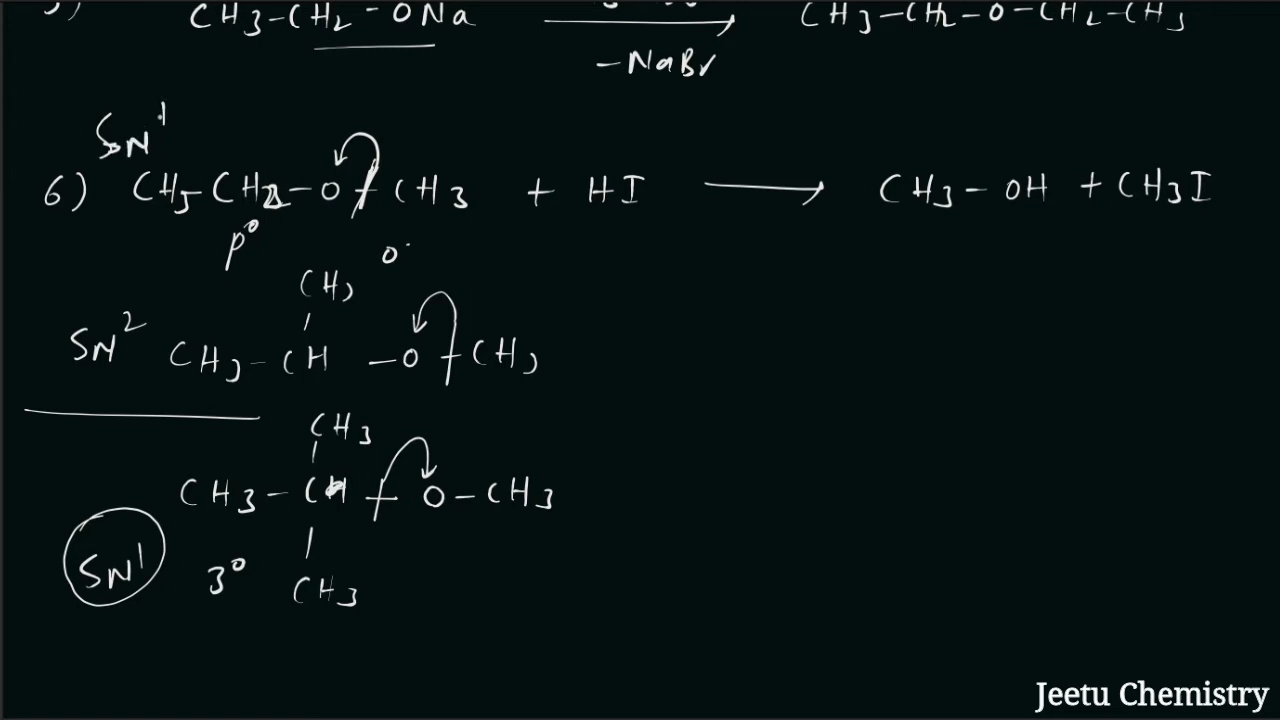 CH3-CH2-ONa CH3-CH2-O-CH2-CH3
-NaBr
SN1
6) CH3-CH2-O-CH3 + HI ⟶ CH3-OH + CH3I
p° o
CH3
SN2 CH3-CH-O-CH3
CH3
CH3-CH-O-CH3
SN1 3° CH3
Jeetu Chemistry